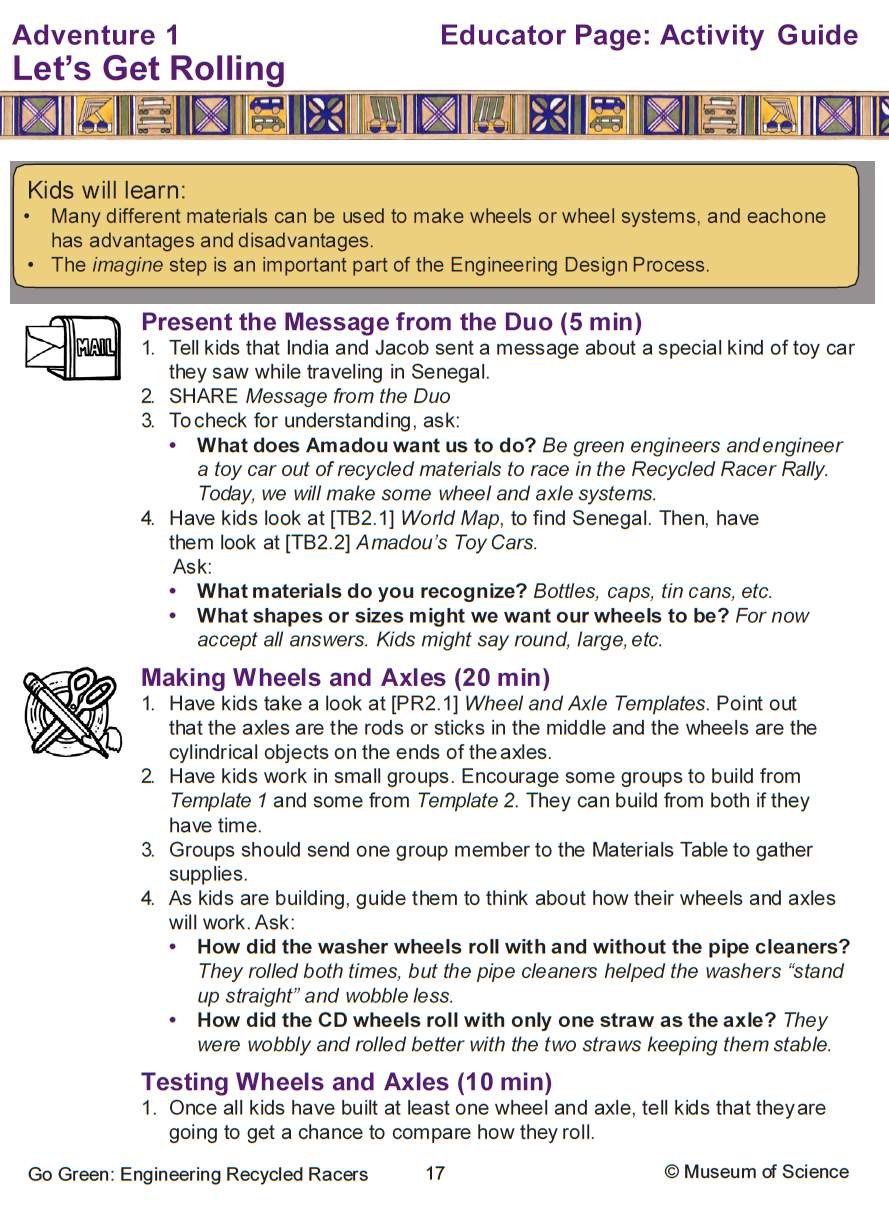 Adventure 1
Educator Page: Activity Guide
Let's Get Rolling
Kids will learn:
• Many different materials can be used to make wheels or wheel systems, and eachone
has advantages and disadvantages.
• The imagine step is an important part of the Engineering Design Process.
MAIL
Present the Message from the Duo (5 min)
1. Tell kids that India and Jacob sent a message about a special kind of toy car
they saw while traveling in Senegal.
2. SHARE Message from the Duo
3. To check for understanding, ask:
• What does Amadou want us to do? Be green engineers and engineer
a toy car out of recycled materials to race in the Recycled Racer Rally.
Today, we will make some wheel and axle systems.
4. Have kids look at [TB2.1] World Map, to find Senegal. Then, have
them look at [TB2.2] Amadou's Toy Cars.
Ask:
• What materials do you recognize? Bottles, caps, tin cans, etc.
• What shapes or sizes might we want our wheels to be? For now
accept all answers. Kids might say round, large, etc.
Making Wheels and Axles (20 min)
1. Have kids take a look at [PR2.1] Wheel and Axle Templates. Point out
that the axles are the rods or sticks in the middle and the wheels are the
cylindrical objects on the ends of the axles.
2. Have kids work in small groups. Encourage some groups to build from
Template 1 and some from Template 2. They can build from both if they
have time.
3. Groups should send one group member to the Materials Table to gather
supplies.
4. As kids are building, guide them to think about how their wheels and axles
will work. Ask:
• How did the washer wheels roll with and without the pipe cleaners?
They rolled both times, but the pipe cleaners helped the washers “stand
up straight” and wobble less.
• How did the CD wheels roll with only one straw as the axle? They
were wobbly and rolled better with the two straws keeping them stable.
Testing Wheels and Axles (10 min)
1. Once all kids have built at least one wheel and axle, tell kids that they are
going to get a chance to compare how they roll.
Go Green: Engineering Recycled Racers
17
© Museum of Science